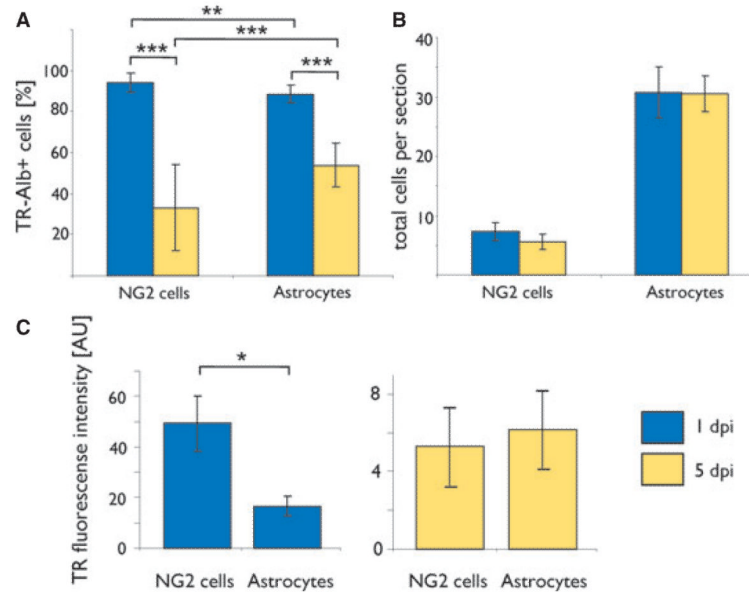 A
**
***
***
***
TR-Alb+ cells [%]
100
80
60
40
20
NG2 cells
Astrocytes
B
total cells per section
40
30
20
10
NG2 cells
Astrocytes
C
TR fluorescense intensity [AU]
*
60
40
20
0
NG2 cells
Astrocytes
8
6
4
0
NG2 cells
Astrocytes
1 dpi
5 dpi